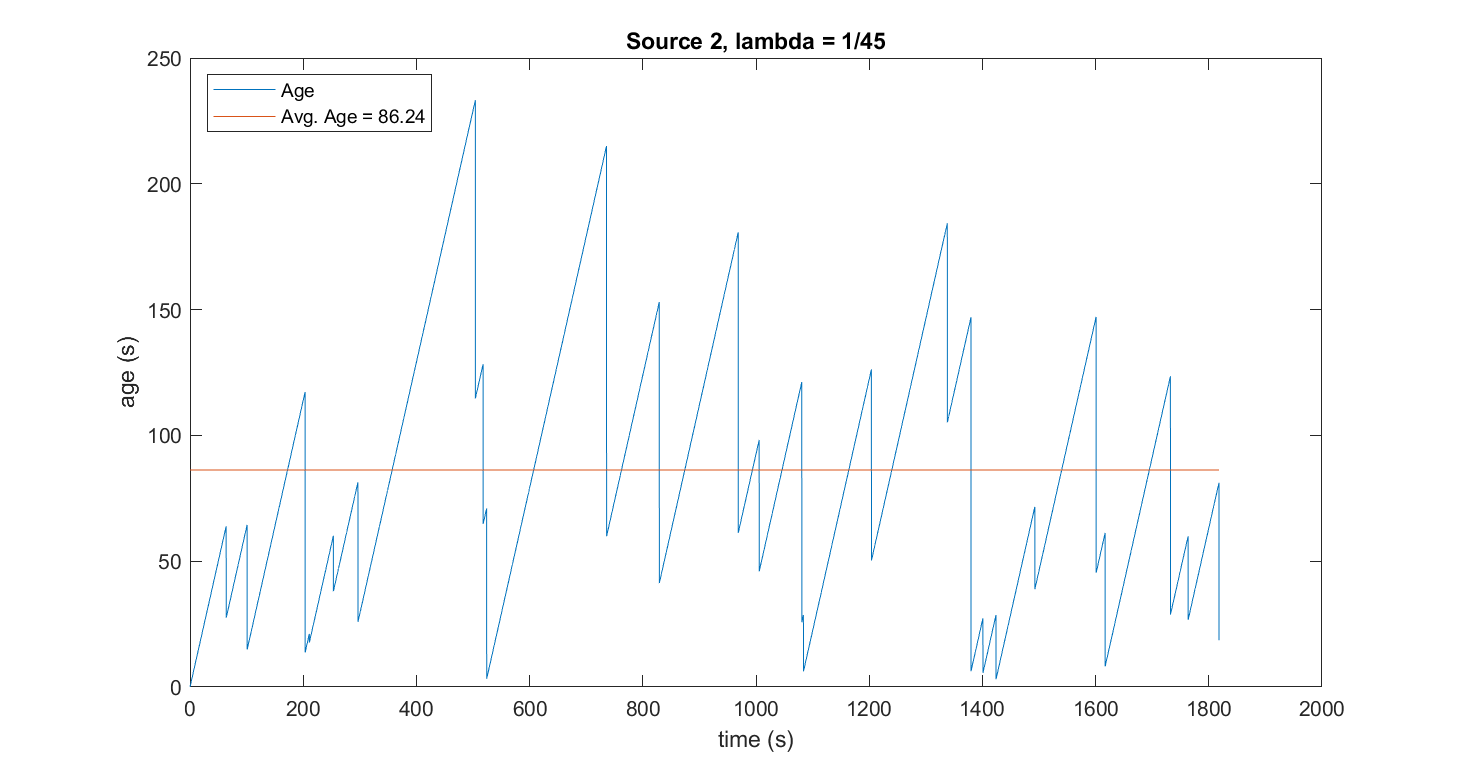 Source 2, lambda = 1/45
250
200
150
100
50
0
age (s)
Age
Avg. Age = 86.24
0 200 400 600 800 1000 1200 1400 1600 1800 2000
time (s)